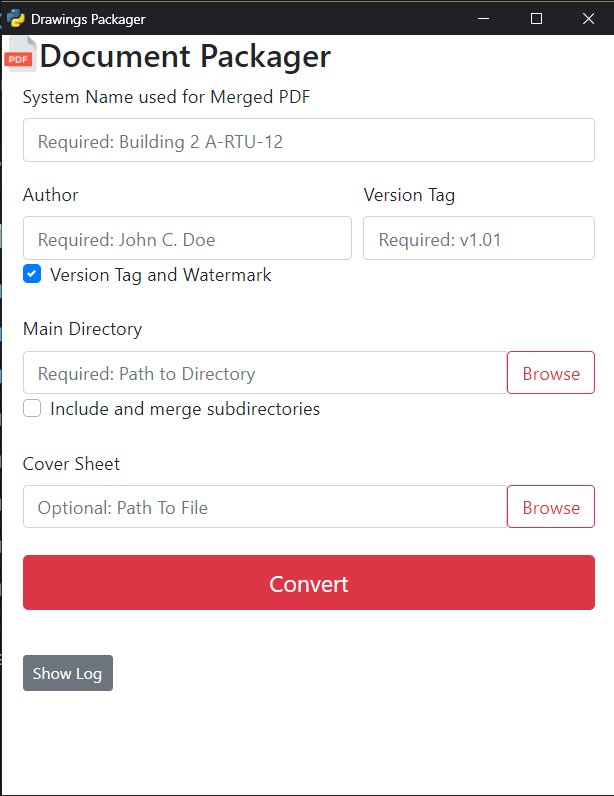 Drawings Packager
PDF Document Packager
System Name used for Merged PDF
Required: Building 2 A-RTU-12
Author Version Tag
Required: John C. Doe Required: v1.01
Version Tag and Watermark
Main Directory
Required: Path to Directory Browse
Include and merge subdirectories
Cover Sheet
Optional: Path To File Browse
Convert
Show Log